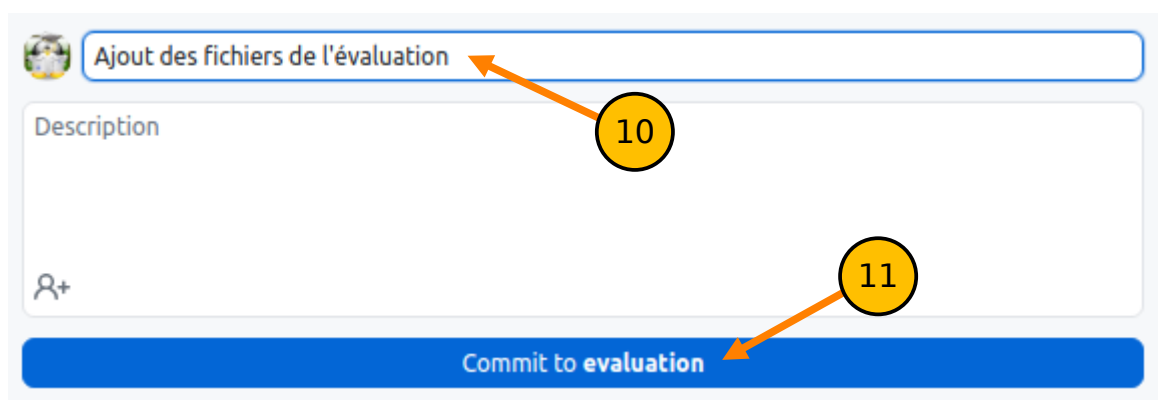 Ajout des fichiers de l'évaluation
Description
10
11
Commit to evaluation